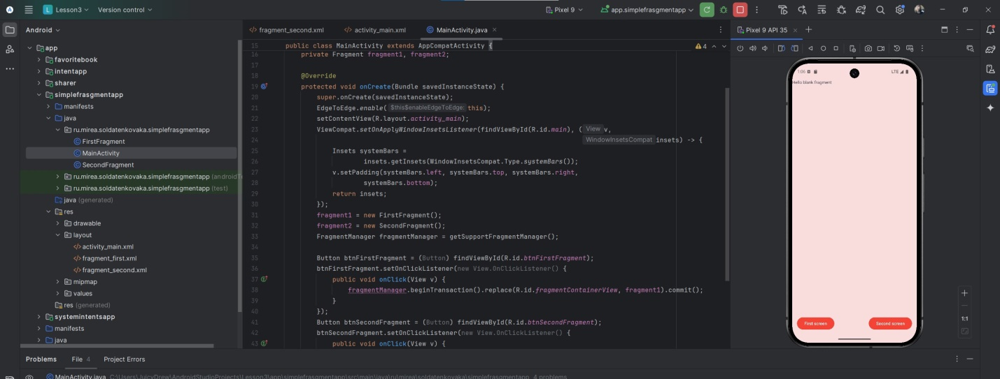 Lesson3
Version control
Pixel 9
app.simplefrasgmentapp
Android
fragment_second.xml
activity_main.xml
MainActivity.java
Pixel 9 API 35
app
favoritebook
intentapp
sharer
simplefrasgmentapp
manifests
java
ru.mirea.soldatenkovaka.simplefrasgmentapp
FirstFragment
MainActivity
SecondFragment
ru.mirea.soldatenkovaka.simplefrasgmentapp (androidT
ru.mirea.soldatenkovaka.simplefrasgmentapp (test)
java (generated)
res
drawable
layout
activity_main.xml
fragment_first.xml
fragment_second.xml
mipmap
values
res (generated)
systemintentsapp
manifests
java
4
15 public class MainActivity extends AppCompatActivity {
16 private Fragment fragment1, fragment2;
17
18 @Override
19 protected void onCreate(Bundle savedInstanceState) {
20 super.onCreate(savedInstanceState);
21 EdgeToEdge.enable( $this$enableEdgeToEdge: this);
22 setContentView(R.layout.activity_main);
23 ViewCompat.setOnApplyWindowInsetsListener(findViewById(R.id.main), ( View v,
24 WindowInsetsCompat insets) -> {
25 Insets systemBars =
26 insets.getInsets(WindowInsetsCompat.Type.systemBars());
27 v.setPadding(systemBars.left, systemBars.top, systemBars.right,
28 systemBars.bottom);
29 return insets;
30 });
31 fragment1 = new FirstFragment();
32 fragment2 = new SecondFragment();
33 FragmentManager fragmentManager = getSupportFragmentManager();
34
35 Button btnFirstFragment = (Button) findViewById(R.id.btnFirstFragment);
36 btnFirstFragment.setOnClickListener(new View.OnClickListener() {
37 public void onClick(View v) {
38 fragmentManager.beginTransaction().replace(R.id.fragmentContainerView, fragment1).commit();
39 }
40 });
41 Button btnSecondFragment = (Button) findViewById(R.id.btnSecondFragment);
42 btnSecondFragment.setOnClickListener(new View.OnClickListener() {
43 public void onClick(View v) {
1:06
LTE
Hello blank fragment
First screen
Second screen
1:1
Problems
File 4
Project Errors
MainActivity.java C:\Users\JuicyDrew\AndroidStudioProjects\Lesson3\app\simplefrasgmentapp\src\main\java\ru\mirea\soldatenkovaka\simplefrasgmentapp 4 problems